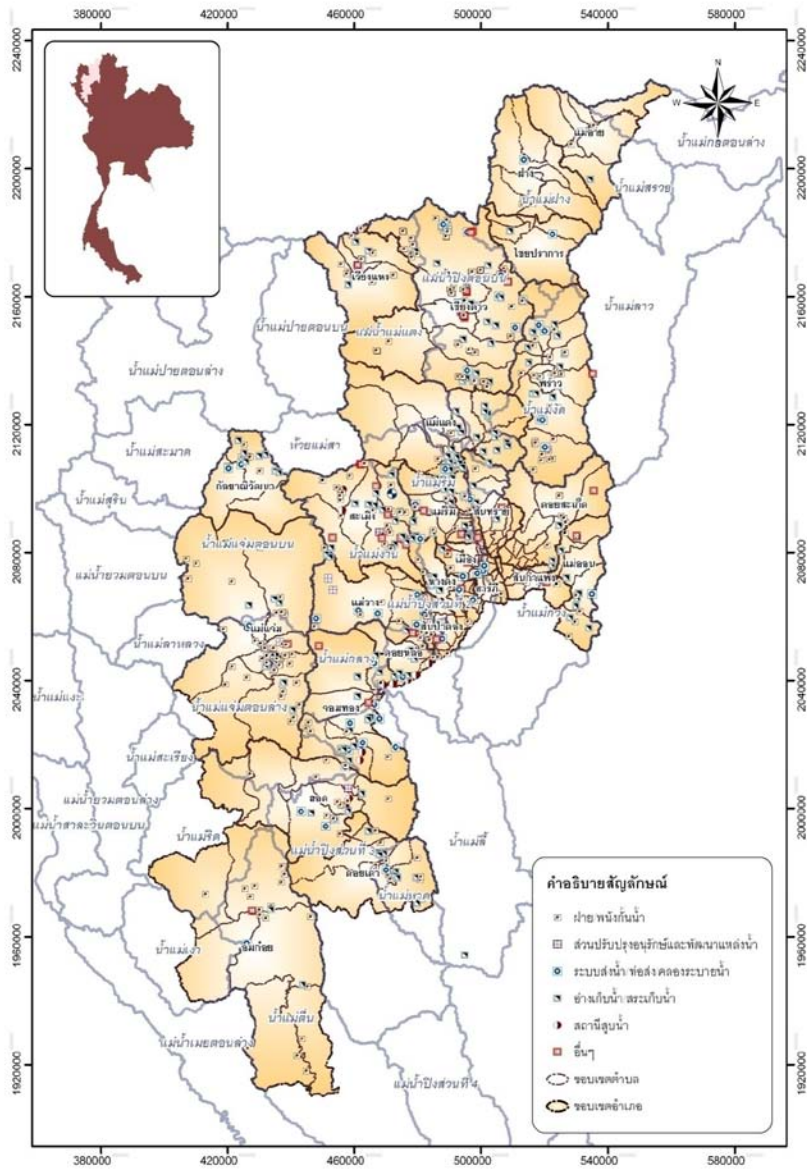 380000 420000 460000 500000 540000 580000
2240000
2200000
2160000
2120000
2080000
2040000
2000000
1960000
1920000
2240000
2200000
2160000
2120000
2080000
2040000
2000000
1960000
1920000
N
W E
S
แม่อาย
น้ำแม่กกตอนล่าง
ฝาง
น้ำแม่สรวย
น้ำแม่ฝาง
ไชยปราการ
เวียงแหง
แม่น้ำปิงตอนบน
เชียงดาว
น้ำแม่ลาว
น้ำแม่ปายตอนบน
แม่น้ำแม่แตง
พร้าว
น้ำแม่ปายตอนล่าง
น้ำแม่งัด
แม่แตง
ห้วยแม่สา
น้ำแม่สะมาด
กัลยาณิวัฒนา
น้ำแม่ริม
น้ำแม่สุริน
สะเมิง
แม่ริม
สันทราย
ดอยสะเก็ด
น้ำแม่แจ่มตอนบน
น้ำแม่งาน
เมือง
แม่ออน
แม่น้ำยวมตอนบน
หางดง
สันกำแพง
สารภี
แม่วาง
แม่น้ำปิงส่วนที่ 2
น้ำแม่กวง
สันป่าตอง
น้ำแม่ลาหลวง
แม่แจ่ม
น้ำแม่กลาง
ดอยหล่อ
น้ำแม่แงะ
น้ำแม่แจ่มตอนล่าง
จอมทอง
น้ำแม่สะเรียง
แม่น้ำยวมตอนล่าง
ฮอด
แม่น้ำสาละวินตอนบน
น้ำแม่ริด
แม่น้ำปิงส่วนที่ 3
น้ำแม่ลี้
ดอยเต่า
น้ำแม่หาด
น้ำแม่เงา
อมก๋อย
น้ำแม่ตื่น
แม่น้ำเมยตอนล่าง
แม่น้ำปิงส่วนที่ 4
คำอธิบายสัญลักษณ์
ฝาย/พนังกั้นน้ำ
ส่วนปรับปรุงอนุรักษ์และพัฒนาแหล่งน้ำ
ระบบส่งน้ำ/ท่อส่ง คลองระบายน้ำ
อ่างเก็บน้ำ/สระเก็บน้ำ
สถานีสูบน้ำ
อื่นๆ
ขอบเขตตำบล
ขอบเขตอำเภอ
380000 420000 460000 500000 540000 580000